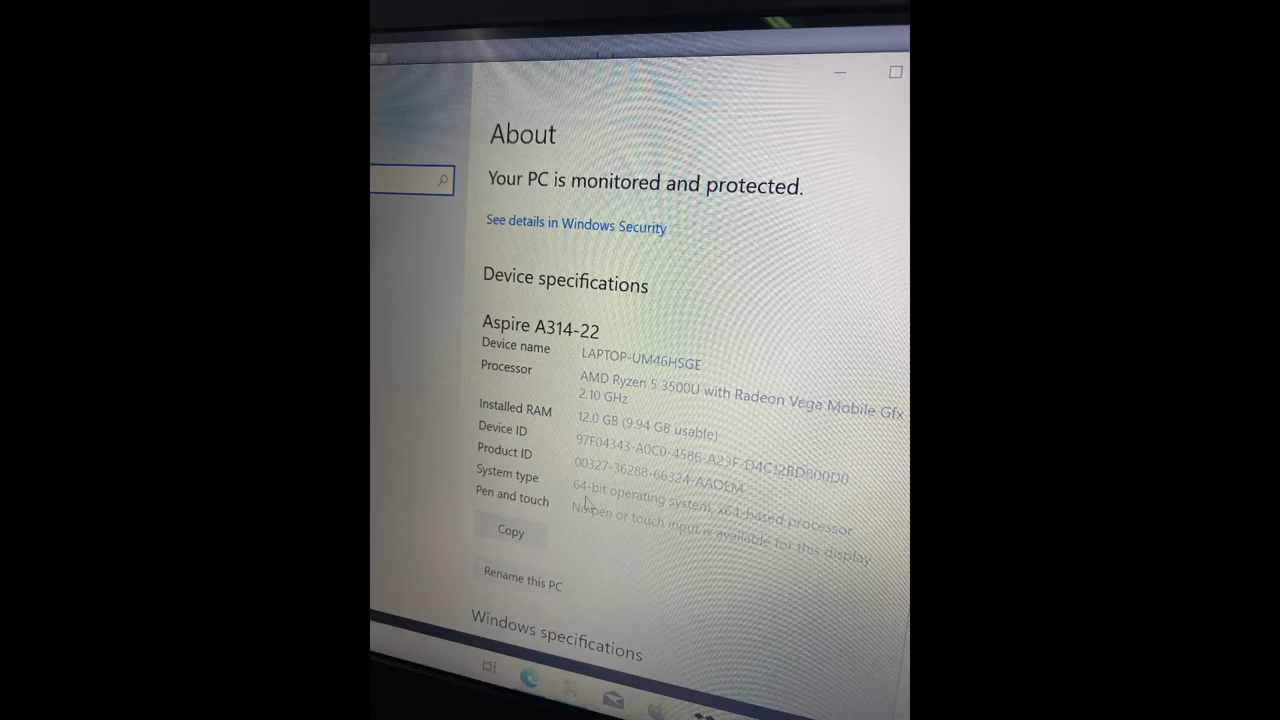 About
Your PC is monitored and protected.
See details in Windows Security
Device specifications
Aspire A314-22
Device name LAPTOP-UM46HSGE
Processor AMD Ryzen 5 3500U with Radeon Vega Mobile Gfx
2.10 GHz
Installed RAM 12.0 GB (9.94 GB usable)
Device ID 97F04343-A0C0-4586-A23F-D4C12BD800D0
Product ID 00327-36288-66324-AAOEM
System type 64-bit operating system, x64-based processor
Pen and touch No pen or touch input is available for this display
Copy
Rename this PC
Windows specifications